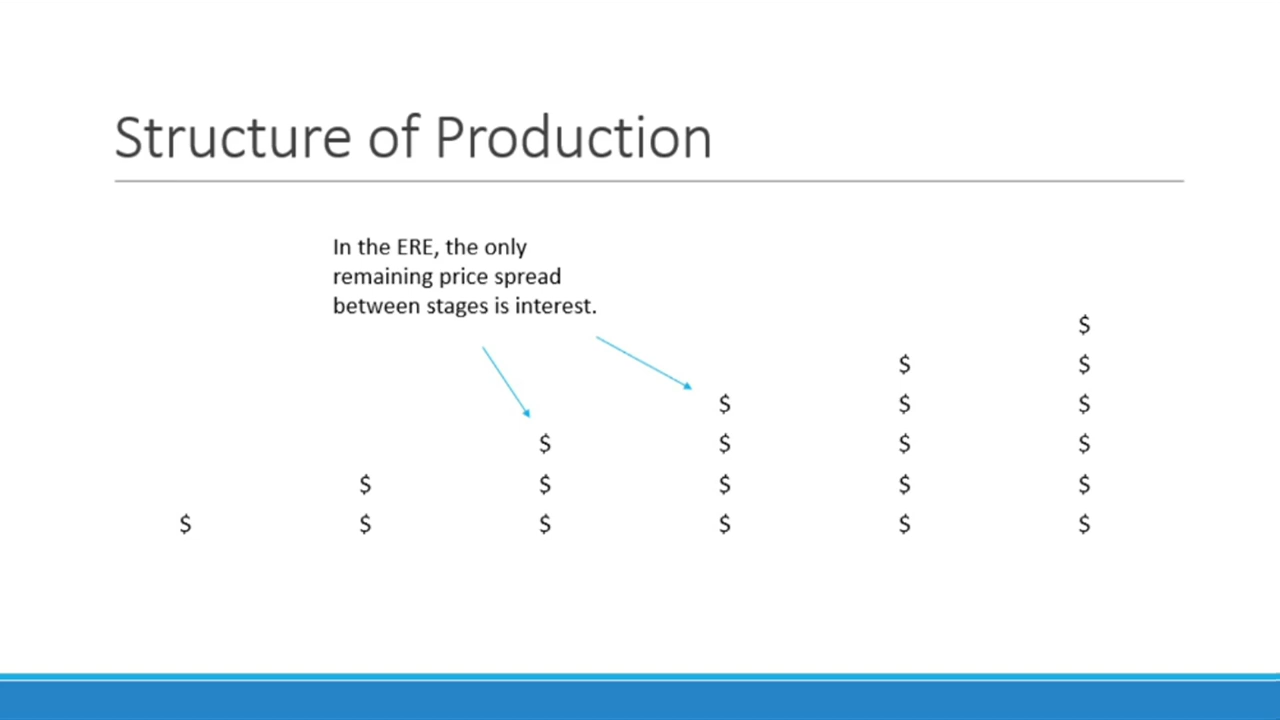 Structure of Production
In the ERE, the only
remaining price spread
between stages is interest.
$
$ $
$ $ $
$ $ $ $
$ $ $ $ $
$ $ $ $ $ $